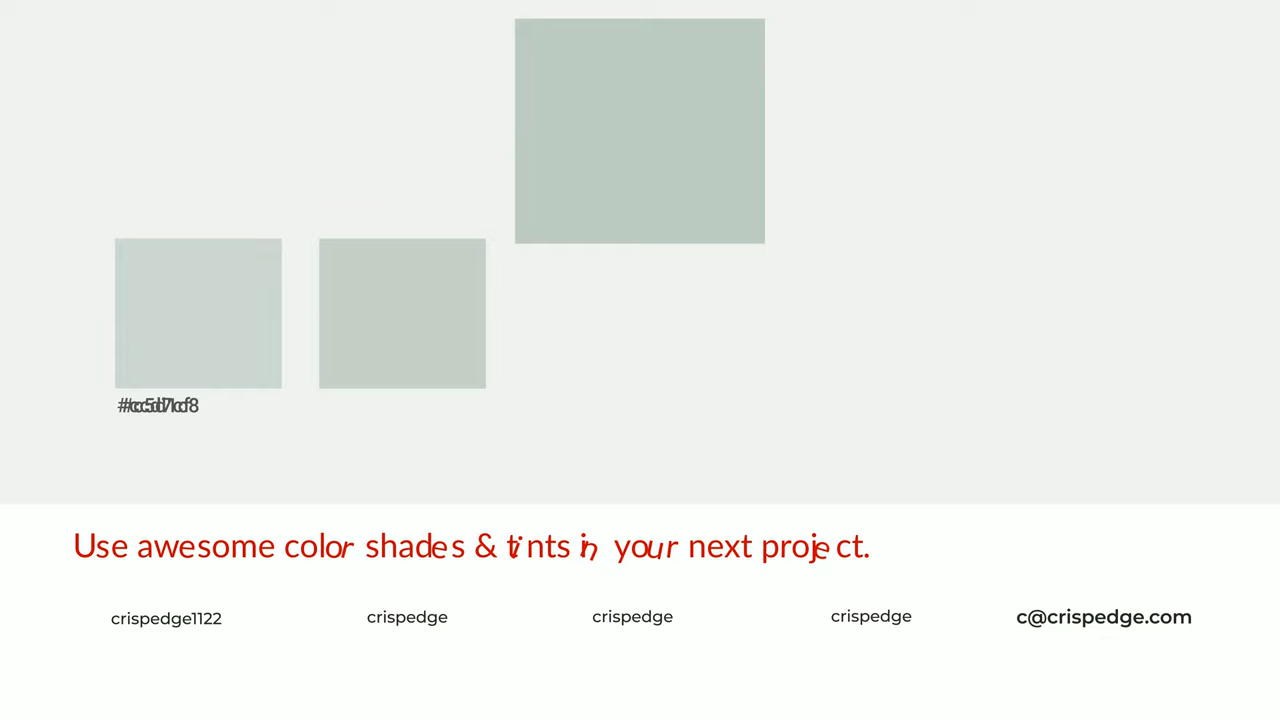 Use awesome color shades & tints in your next project.
crispedge1122 crispedge crispedge crispedge c@crispedge.com